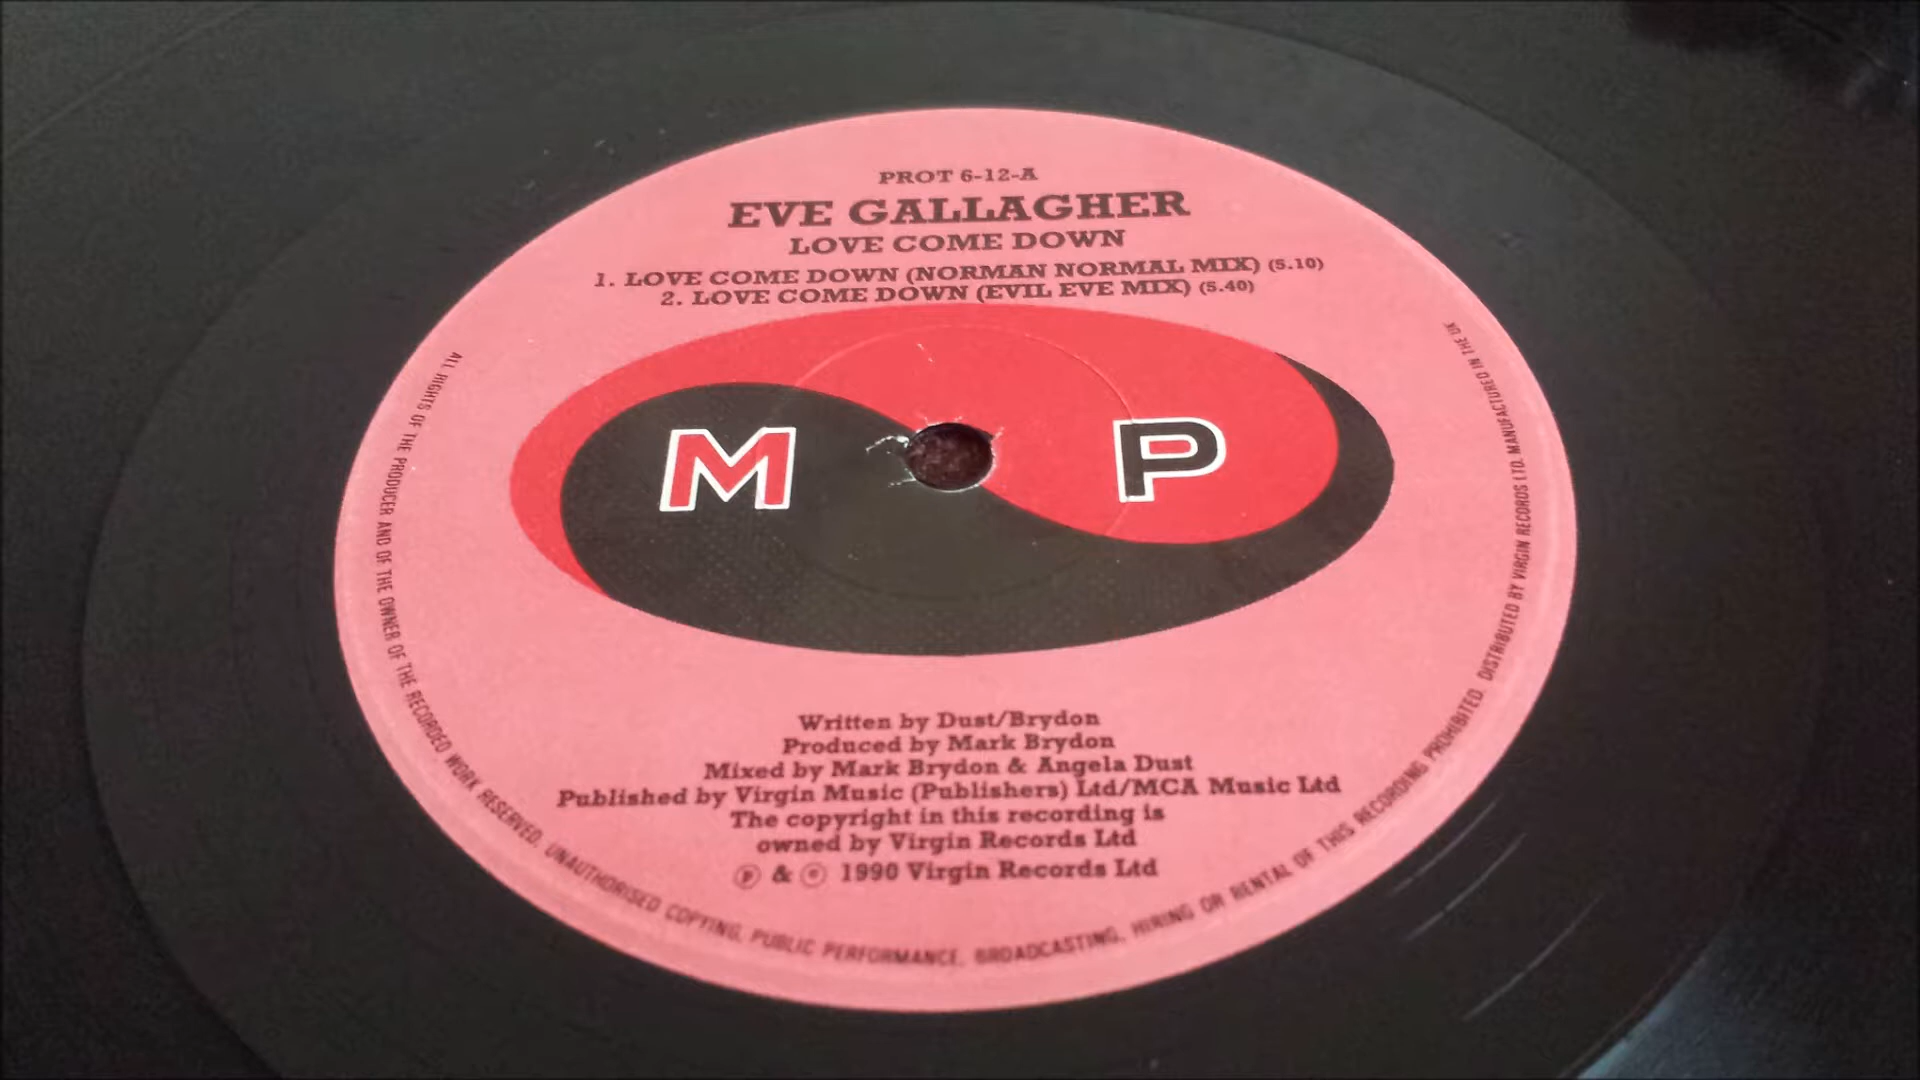 PROT 6-12-A
EVE GALLAGHER
LOVE COME DOWN
1. LOVE COME DOWN (NORMAN NORMAL MIX) (5.10)
2. LOVE COME DOWN (EVIL EVE MIX) (5.40)
M P
Written by Dust/Brydon
Produced by Mark Brydon
Mixed by Mark Brydon & Angela Dust
Published by Virgin Music (Publishers) Ltd/MCA Music Ltd
The copyright in this recording is
owned by Virgin Records Ltd
℗ & © 1990 Virgin Records Ltd
ALL RIGHTS OF THE PRODUCER AND OF THE OWNER OF THE RECORDED WORK RESERVED. UNAUTHORISED COPYING, PUBLIC PERFORMANCE, BROADCASTING, HIRING OR RENTAL OF THIS RECORDING PROHIBITED. DISTRIBUTED BY VIRGIN RECORDS LTD. MANUFACTURED IN THE UK